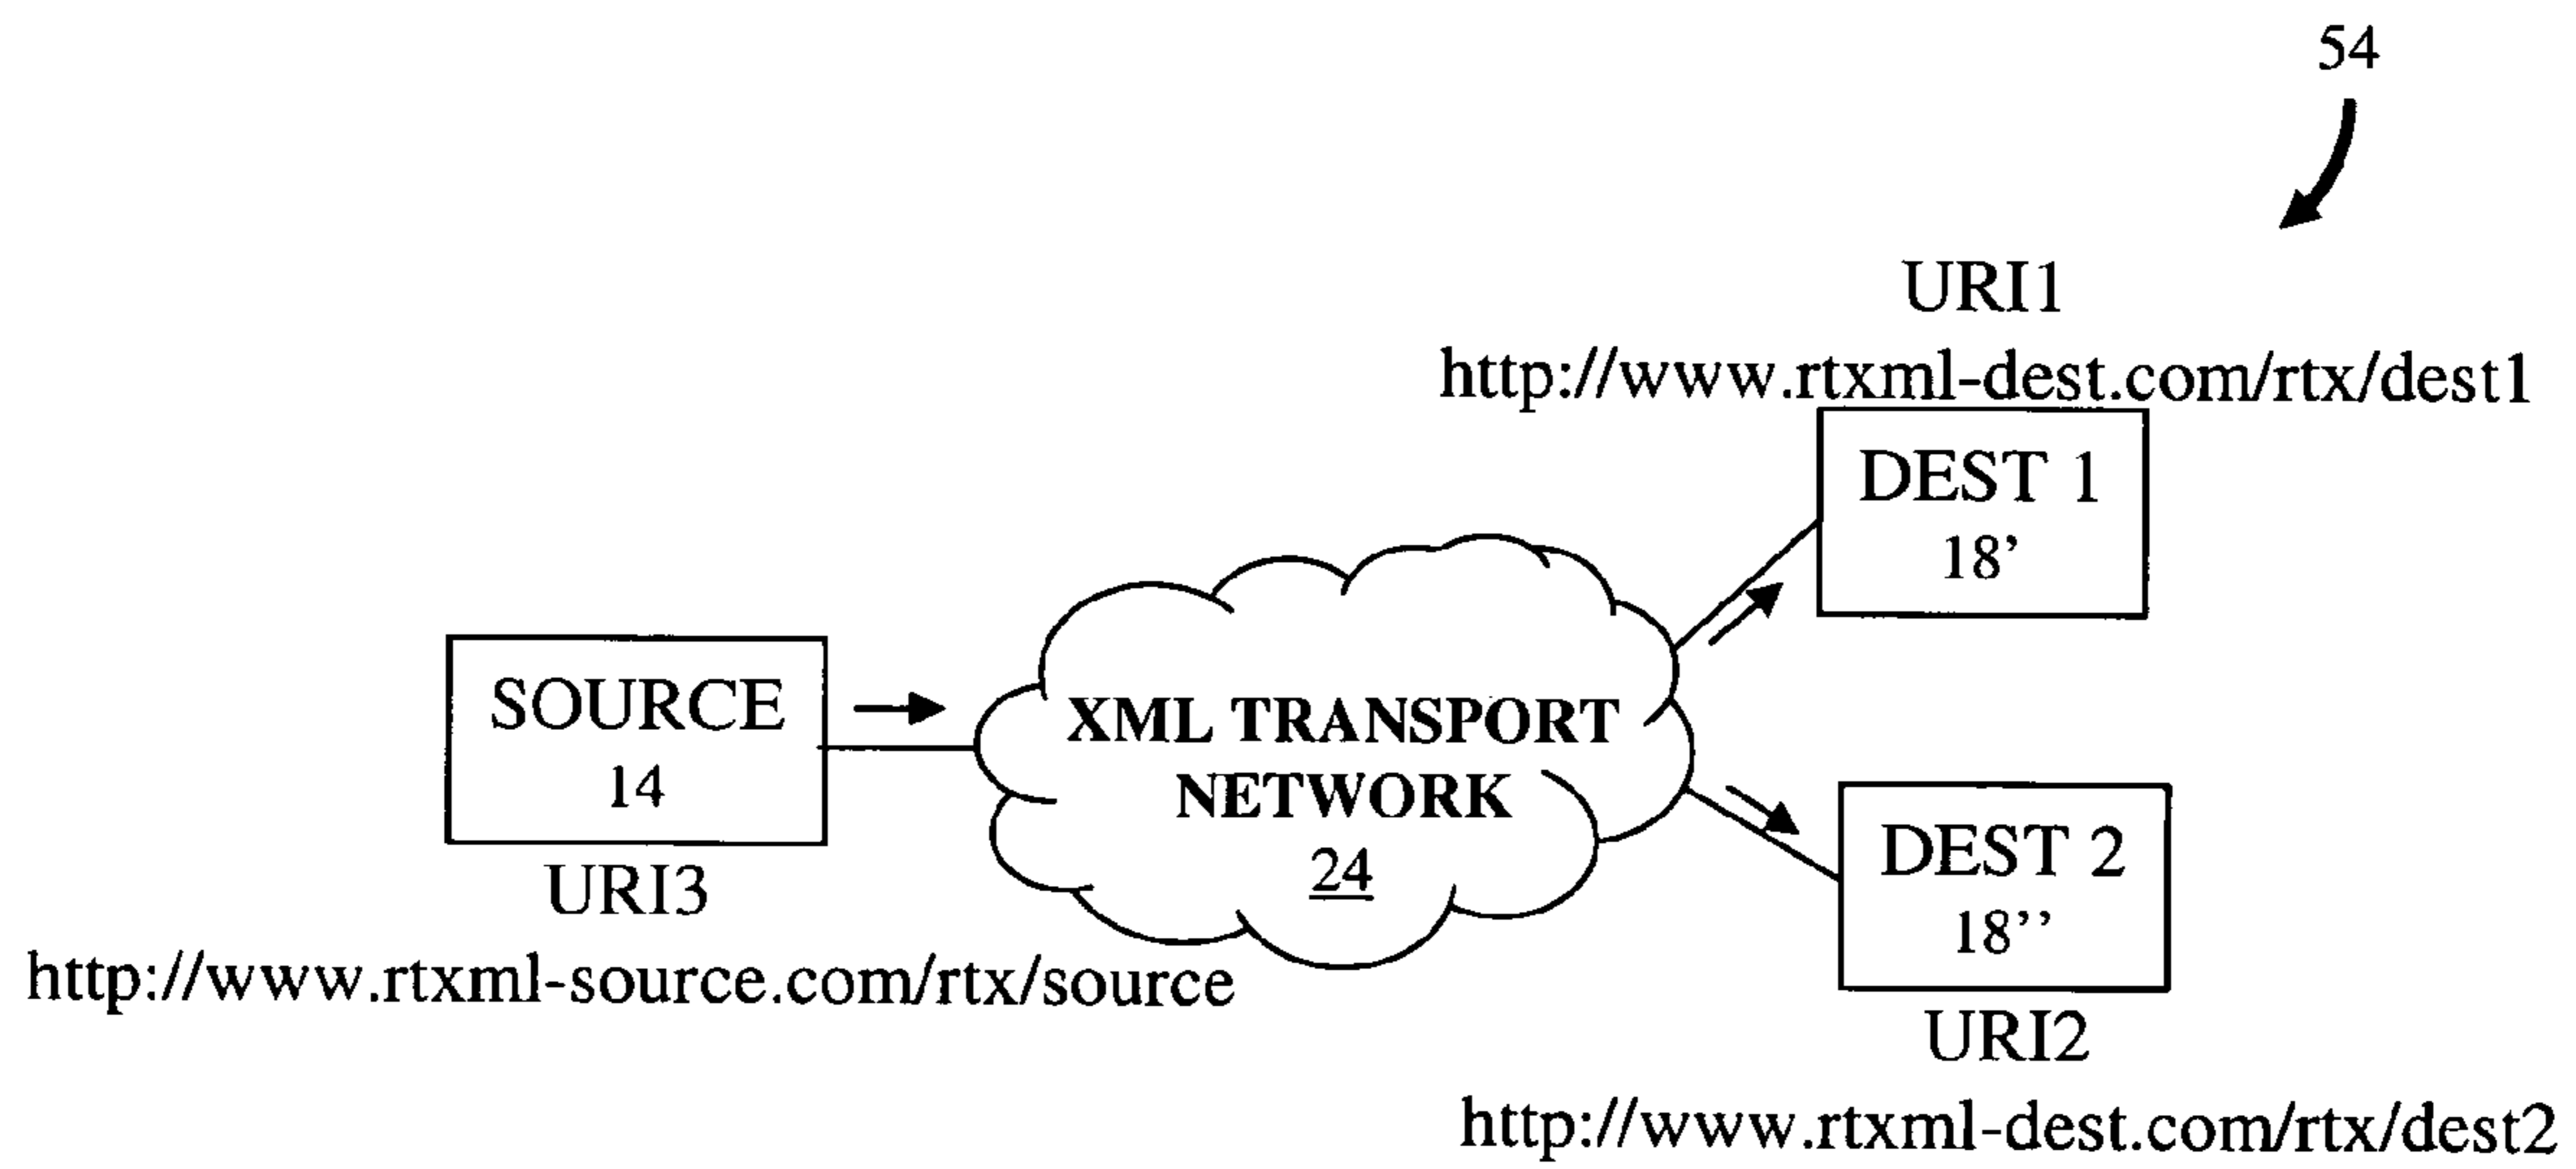 54
URI1
http://www.rtxml-dest.com/rtx/dest1
DEST 1
18’
SOURCE
14
URI3
http://www.rtxml-source.com/rtx/source
XML TRANSPORT
NETWORK
24
DEST 2
18’’
URI2
http://www.rtxml-dest.com/rtx/dest2